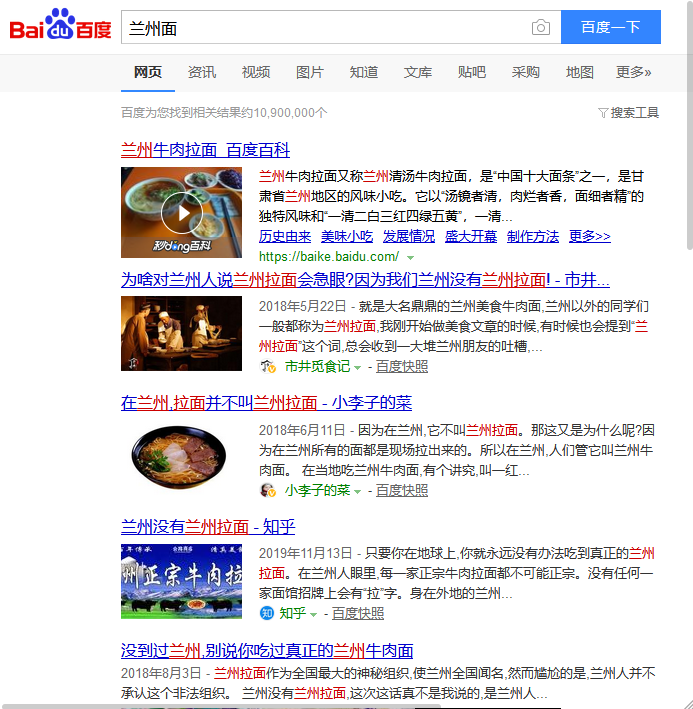 Bai du 百度
兰州面
百度一下
网页 资讯 视频 图片 知道 文库 贴吧 采购 地图 更多»
百度为您找到相关结果约10,900,000个
搜索工具
兰州牛肉拉面_百度百科
兰州牛肉拉面又称兰州清汤牛肉拉面，是“中国十大面条”之一，是甘
肃省兰州地区的风味小吃。它以“汤镜者清，肉烂者香，面细者精”的
独特风味和“一清二白三红四绿五黄”，一清...
秒dǒng百科
历史由来 美味小吃 发展情况 盛大开幕 制作方法 更多>>
https://baike.baidu.com/
为啥对兰州人说兰州拉面会急眼?因为我们兰州没有兰州拉面! - 市井...
2018年5月22日 - 就是大名鼎鼎的兰州美食牛肉面,兰州以外的同学们
一般都称为兰州拉面,我刚开始做美食文章的时候,有时候也会提到“兰
州拉面”这个词,总会收到一大堆兰州朋友的吐槽,...
市井觅食记 - 百度快照
在兰州,拉面并不叫兰州拉面 - 小李子的菜
2018年6月11日 - 因为在兰州,它不叫兰州拉面。那这又是为什么呢?因
为在兰州所有的面都是现场拉出来的。所以在兰州,人们管它叫兰州牛
肉面。 在当地吃兰州牛肉面,有个讲究,叫一红...
小李子的菜 - 百度快照
兰州没有兰州拉面 - 知乎
百年传承 清真美食
州正宗牛肉拉
2019年11月13日 - 只要你在地球上,你就永远没有办法吃到真正的兰州
拉面。在兰州人眼里,每一家正宗牛肉拉面都不可能正宗。没有任何一
家面馆招牌上会有“拉”字。身在外地的兰州...
知 知乎 - 百度快照
没到过兰州,别说你吃过真正的兰州牛肉面
2018年8月3日 - 兰州拉面作为全国最大的神秘组织,使兰州全国闻名,然而尴尬的是,兰州人并不
承认这个非法组织。 兰州没有兰州拉面,这次这话真不是我说的,是兰州人...